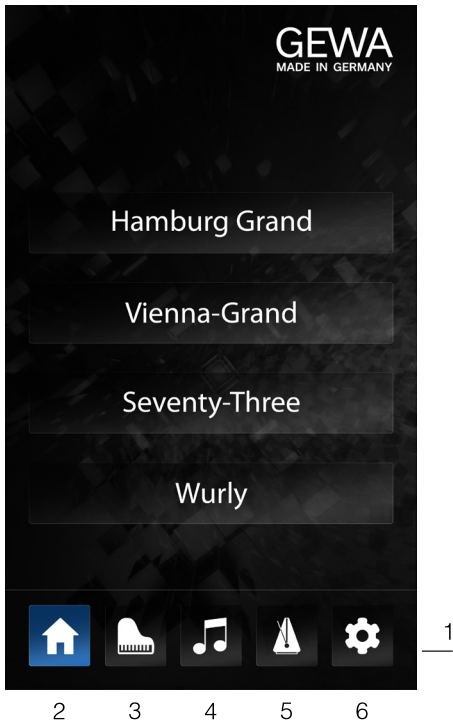 GEWA
MADE IN GERMANY
Hamburg Grand
Vienna-Grand
Seventy-Three
Wurly
1
2 3 4 5 6